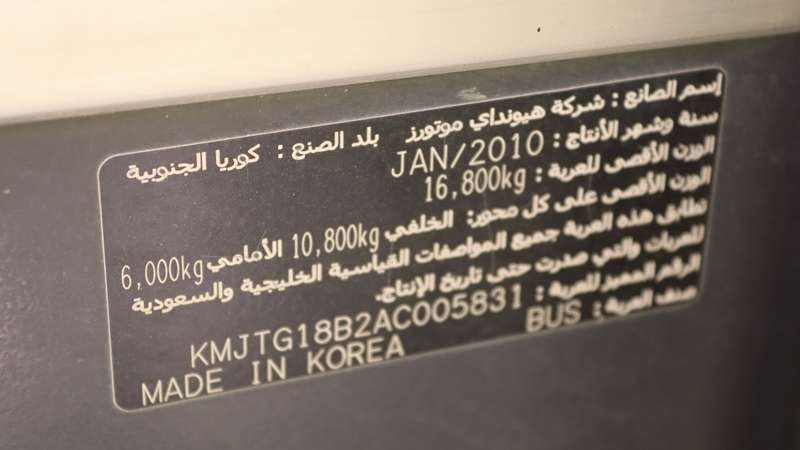 إسم الصانع : شركة هيونداي موتورز بلد الصنع : كوريا الجنوبية
سنة وشهر الأنتاج : JAN/2010
الوزن الأقصى للعربة : 16,800kg
الوزن الأقصى على كل محور: الخلفي 10,800kg الأمامي 6,000kg
تطابق هذه العربة جميع المواصفات القياسية الخليجية والسعودية
للعربات والتي صدرت حتى تاريخ الإنتاج.
الرقم المميز للعربة : KMJTG18B2AC005831
صنف العربة : BUS
MADE IN KOREA